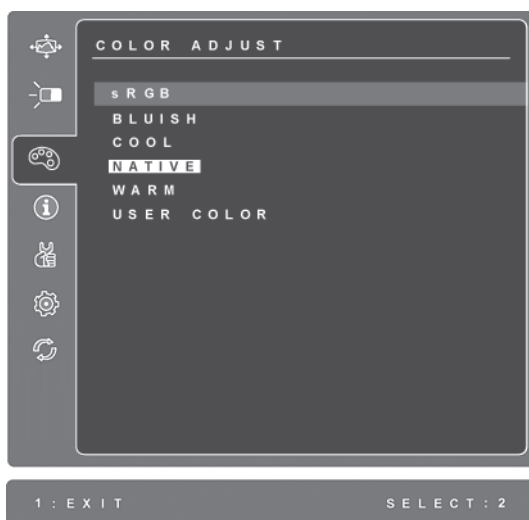 COLOR ADJUST
sRGB
BLUISH
COOL
NATIVE
WARM
USER COLOR
1:EXIT SELECT:2